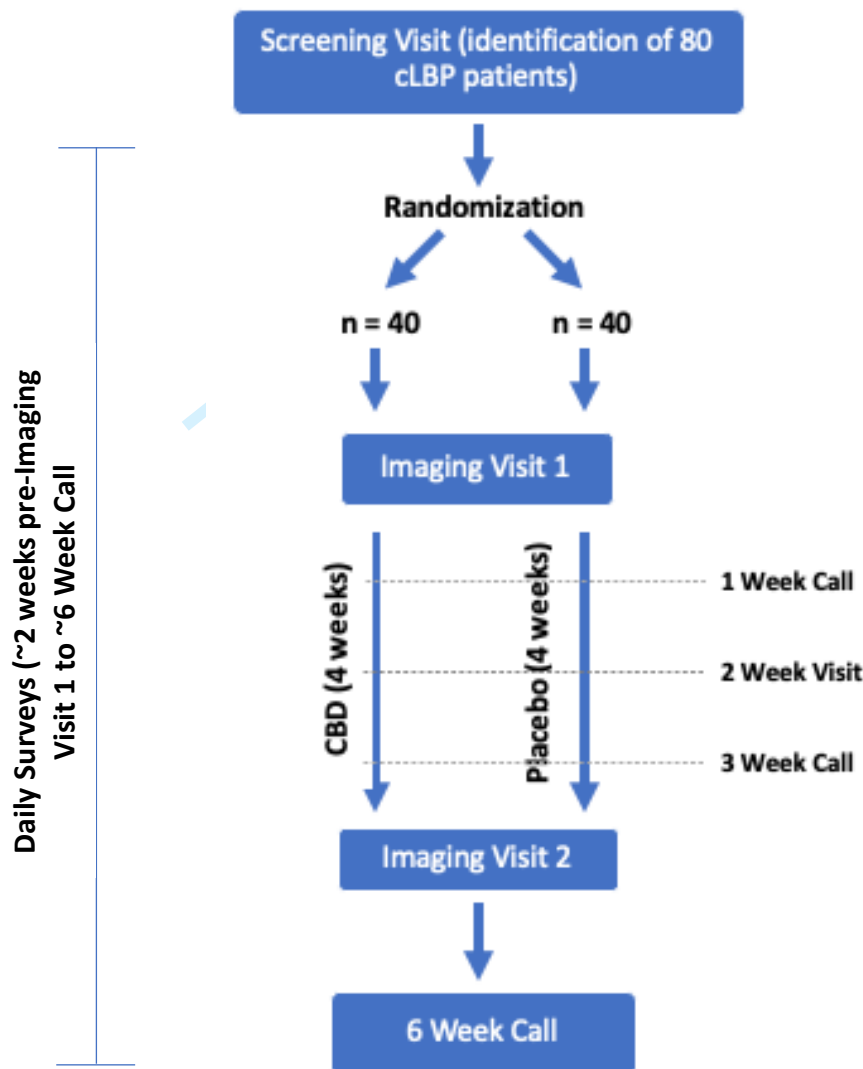 Screening Visit (identification of 80
cLBP patients)
Randomization
n = 40
n = 40
Imaging Visit 1
Daily Surveys (~2 weeks pre-Imaging
Visit 1 to ~6 Week Call
CBD (4 weeks)
Placebo (4 weeks)
1 Week Call
2 Week Visit
3 Week Call
Imaging Visit 2
6 Week Call